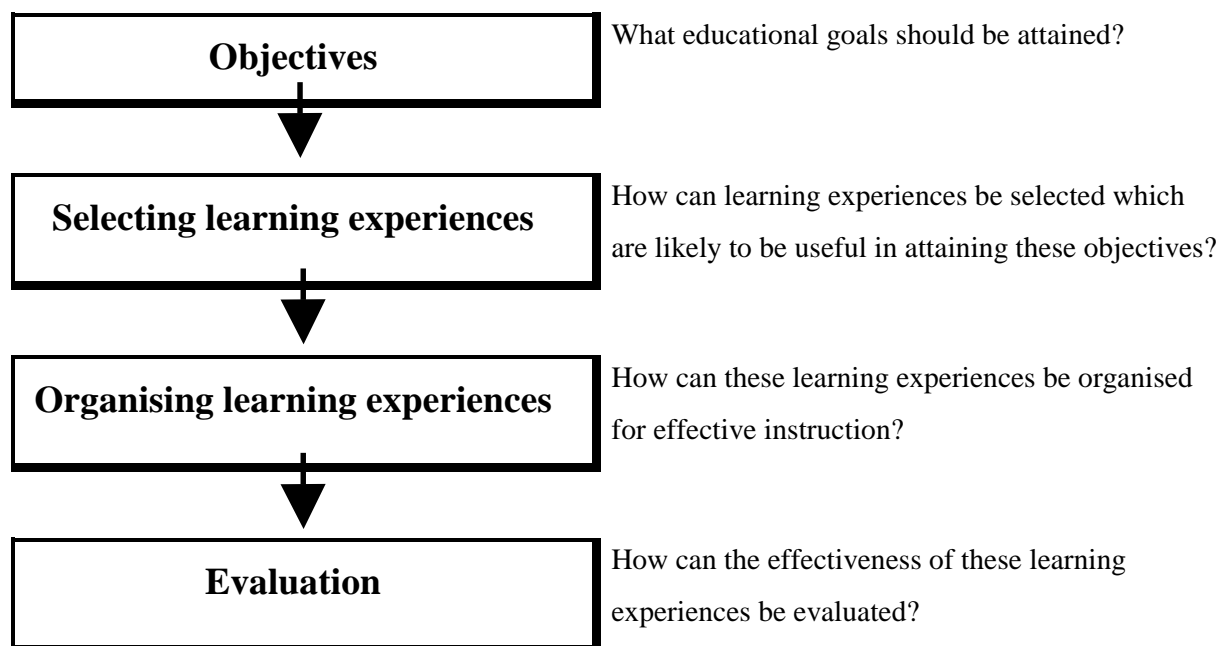 Objectives
What educational goals should be attained?
Selecting learning experiences
How can learning experiences be selected which
are likely to be useful in attaining these objectives?
Organising learning experiences
How can these learning experiences be organised
for effective instruction?
Evaluation
How can the effectiveness of these learning
experiences be evaluated?